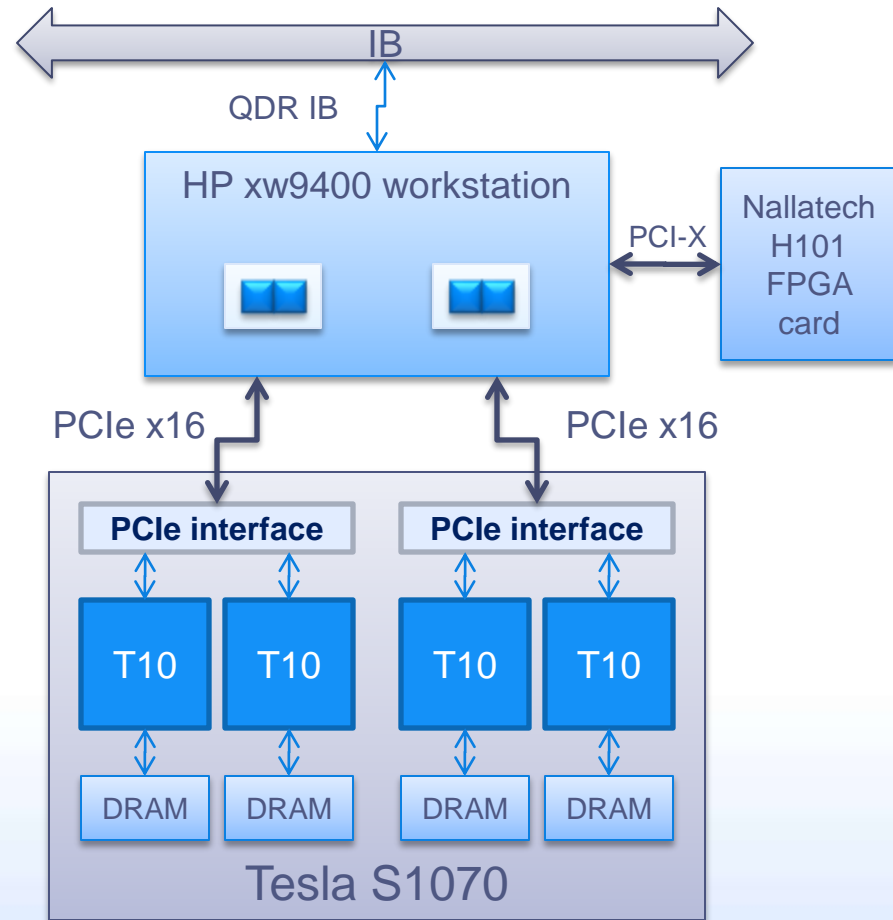 IB
QDR IB
HP xw9400 workstation
PCI-X
Nallatech
H101
FPGA
card
PCIe x16
PCIe x16
PCIe interface
PCIe interface
T10
T10
T10
T10
DRAM
DRAM
DRAM
DRAM
Tesla S1070